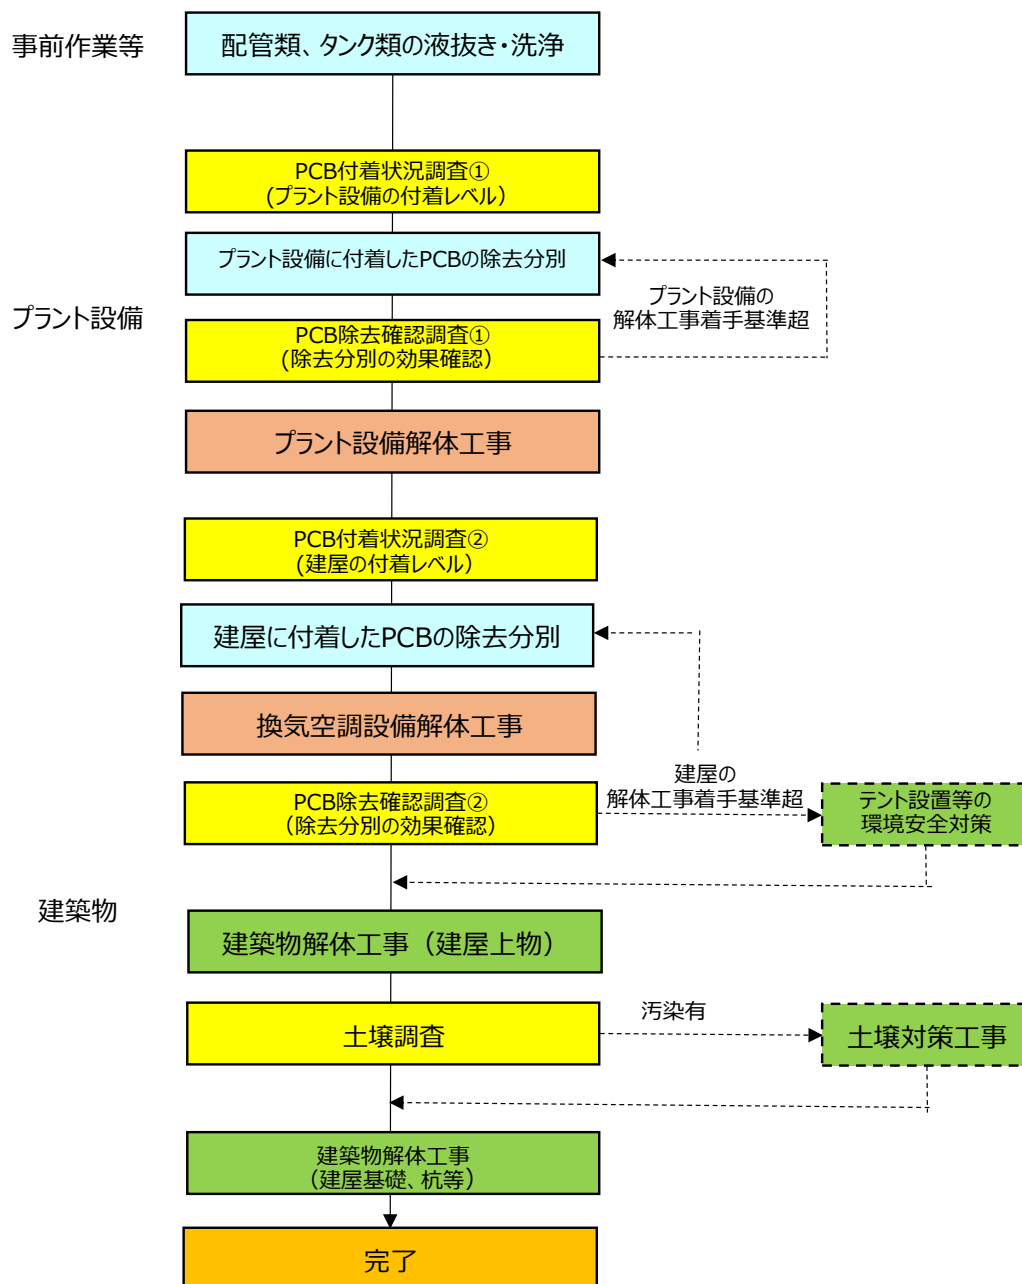 事前作業等
配管類、タンク類の液抜き・洗浄
PCB付着状況調査①
(プラント設備の付着レベル）
プラント設備に付着したPCBの除去分別
プラント設備の
解体工事着手基準超
プラント設備
PCB除去確認調査①
(除去分別の効果確認）
プラント設備解体工事
PCB付着状況調査②
(建屋の付着レベル）
建屋に付着したPCBの除去分別
換気空調設備解体工事
建屋の
解体工事着手基準超
PCB除去確認調査②
（除去分別の効果確認）
テント設置等の
環境安全対策
建築物
建築物解体工事（建屋上物）
土壌調査
汚染有
土壌対策工事
建築物解体工事
（建屋基礎、杭等）
完了